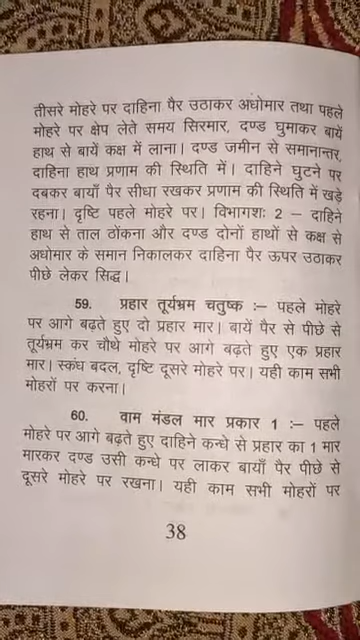 तीसरे मोहरे पर दाहिना पैर उठाकर अधोमार तथा पहले
मोहरे पर क्षेप लेते समय सिरमार, दण्ड घुमाकर बायें
हाथ से बायें कक्ष में लाना। दण्ड जमीन से समानान्तर,
दाहिना हाथ प्रणाम की स्थिति में। दाहिने घुटने पर
दबकर बायाँ पैर सीधा रखकर प्रणाम की स्थिति में खड़े
रहना। दृष्टि पहले मोहरे पर। विभागशः 2 – दाहिने
हाथ से ताल ठोंकना और दण्ड दोनों हाथों से कक्ष से
अधोमार के समान निकालकर दाहिना पैर ऊपर उठाकर
पीछे लेकर सिद्ध।
59. प्रहार तूर्यभ्रम चतुष्क :– पहले मोहरे
पर आगे बढ़ते हुए दो प्रहार मार। बायें पैर से पीछे से
तूर्यभ्रम कर चौथे मोहरे पर आगे बढ़ते हुए एक प्रहार
मार। स्कंध बदल, दृष्टि दूसरे मोहरे पर। यही काम सभी
मोहरों पर करना।
60. वाम मंडल मार प्रकार 1 :– पहले
मोहरे पर आगे बढ़ते हुए दाहिने कन्धे से प्रहार का 1 मार
मारकर दण्ड उसी कन्धे पर लाकर बायाँ पैर पीछे से
दूसरे मोहरे पर रखना। यही काम सभी मोहरों पर
38